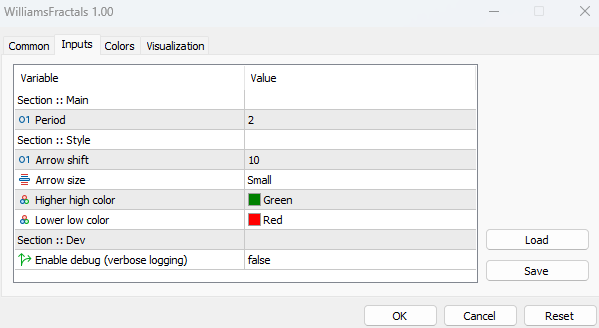 WilliamsFractals 1.00
Common Inputs Colors Visualization
Variable Value
Section :: Main
01 Period 2
Section :: Style
01 Arrow shift 10
Arrow size Small
Higher high color Green
Lower low color Red
Section :: Dev
Enable debug (verbose logging) false
Load
Save
OK Cancel Reset